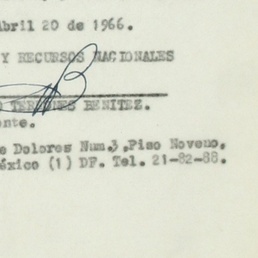 Abril 20 de 1966.
Y RECURSOS NACIONALES
BENITEZ.
ente.
e Dolores Num.3,Piso Noveno,
éxico (1) DF. Tel. 21-82-88.